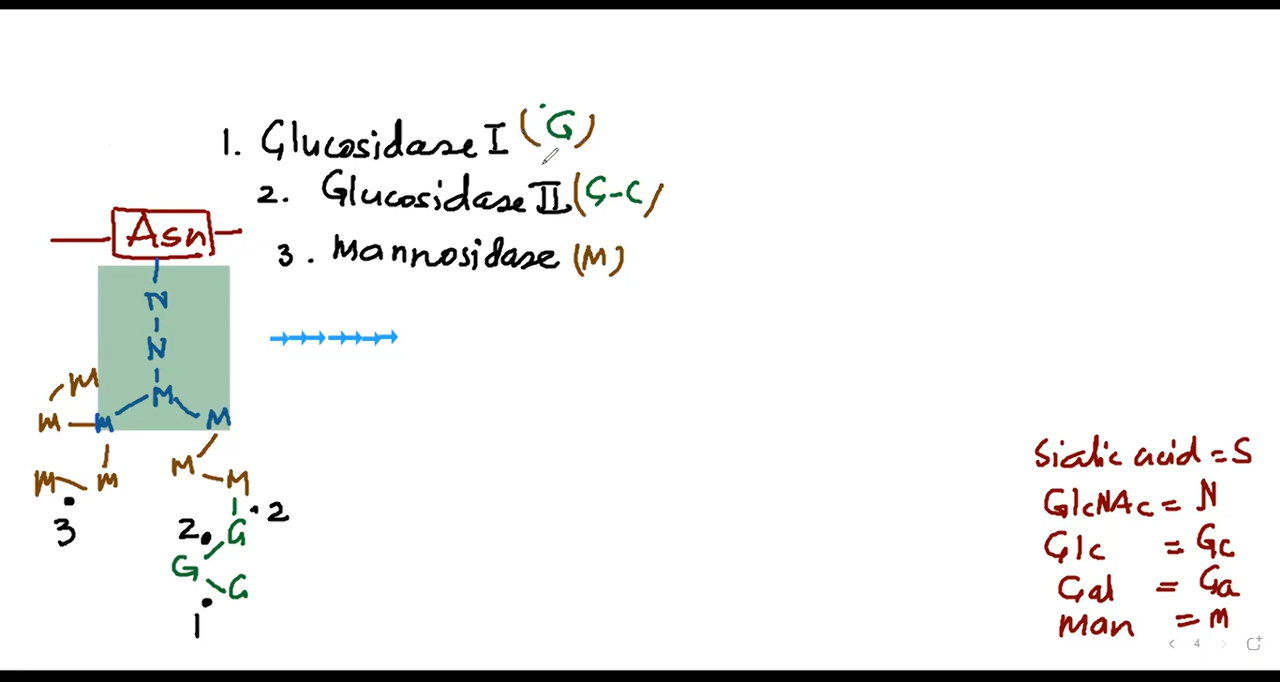 1. Glucosidase I (G)
2. Glucosidase II (G-G)
Asn
3. Mannosidase (M)
N
N
M
M
M M M
M
M M
M
2
3
2
G
G
G
1
Sialic acid = S
GlcNAc = N
Glc = Gc
Gal = Ga
Man = M
4